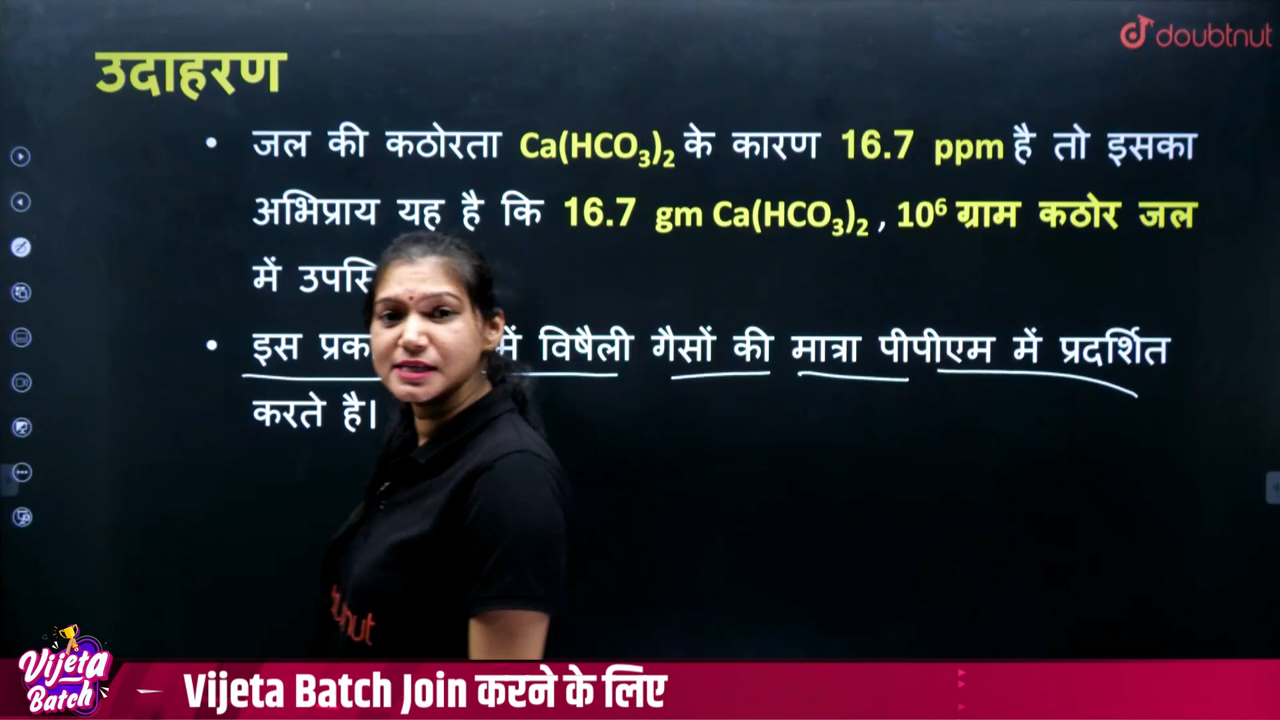 doubtnut
उदाहरण
• जल की कठोरता Ca(HCO₃)₂ के कारण 16.7 ppm है तो इसका
अभिप्राय यह है कि 16.7 gm Ca(HCO₃)₂ , 10⁶ ग्राम कठोर जल
में
• इस में विषैली गैसों की मात्रा पीपीएम में प्रदर्शित
करते है।
Vijeta Batch
Vijeta Batch Join करने के लिए